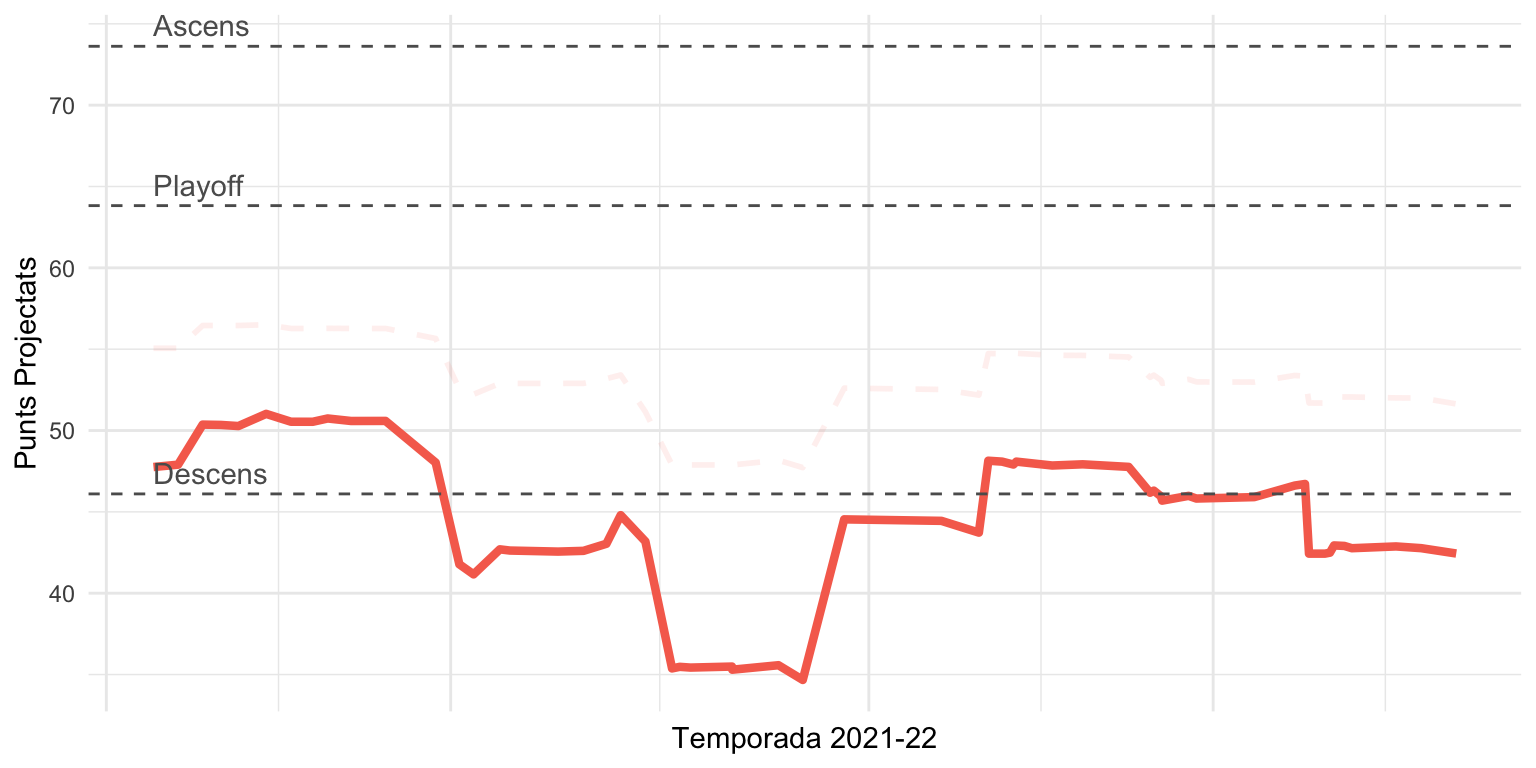 Ascens
70
Playoff
60
50
Descens
40
Punts Projectats
Temporada 2021-22